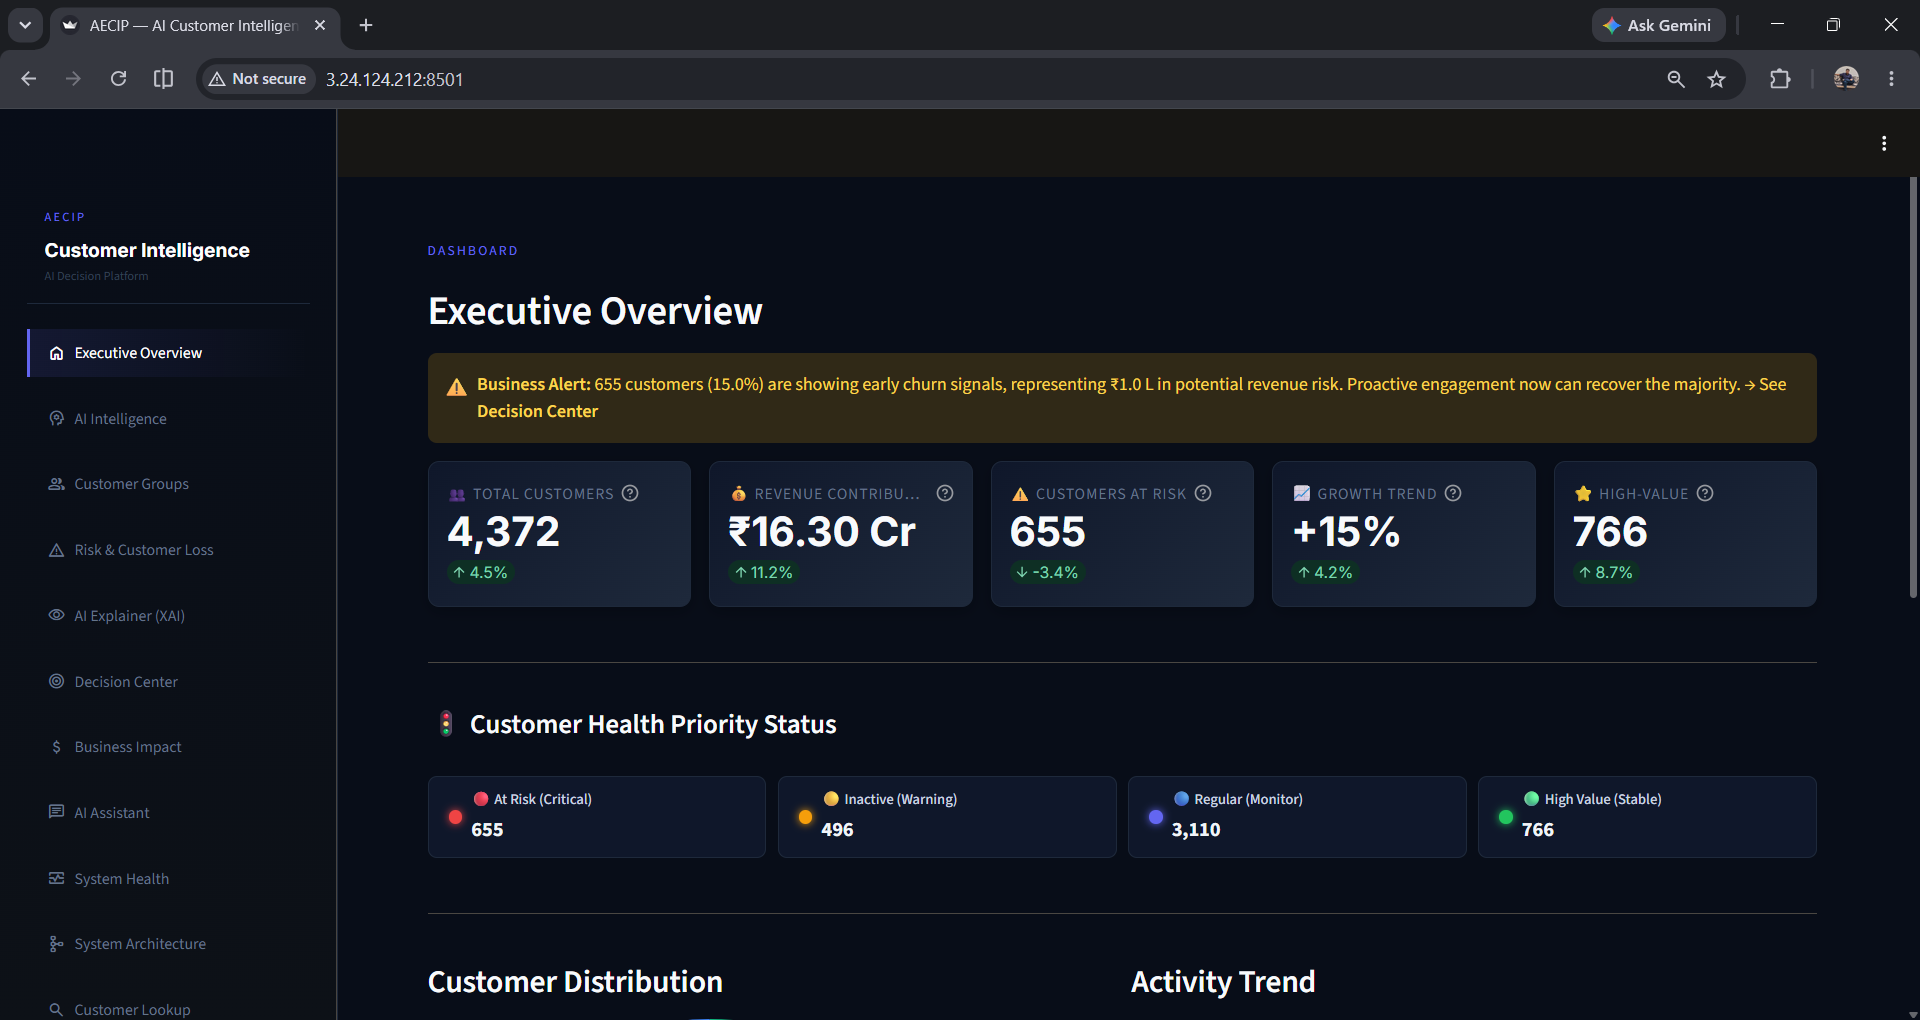 AECIP — AI Customer Intelligen
Ask Gemini
Not secure
3.24.124.212:8501
AECIP
Customer Intelligence
AI Decision Platform
Executive Overview
AI Intelligence
Customer Groups
Risk & Customer Loss
AI Explainer (XAI)
Decision Center
Business Impact
AI Assistant
System Health
System Architecture
Customer Lookup
DASHBOARD
Executive Overview
Business Alert: 655 customers (15.0%) are showing early churn signals, representing ₹1.0 L in potential revenue risk. Proactive engagement now can recover the majority. → See
Decision Center
TOTAL CUSTOMERS
4,372
↑ 4.5%
REVENUE CONTRIBU...
₹16.30 Cr
↑ 11.2%
CUSTOMERS AT RISK
655
↓ -3.4%
GROWTH TREND
+15%
↑ 4.2%
HIGH-VALUE
766
↑ 8.7%
Customer Health Priority Status
At Risk (Critical)
655
Inactive (Warning)
496
Regular (Monitor)
3,110
High Value (Stable)
766
Customer Distribution
Activity Trend